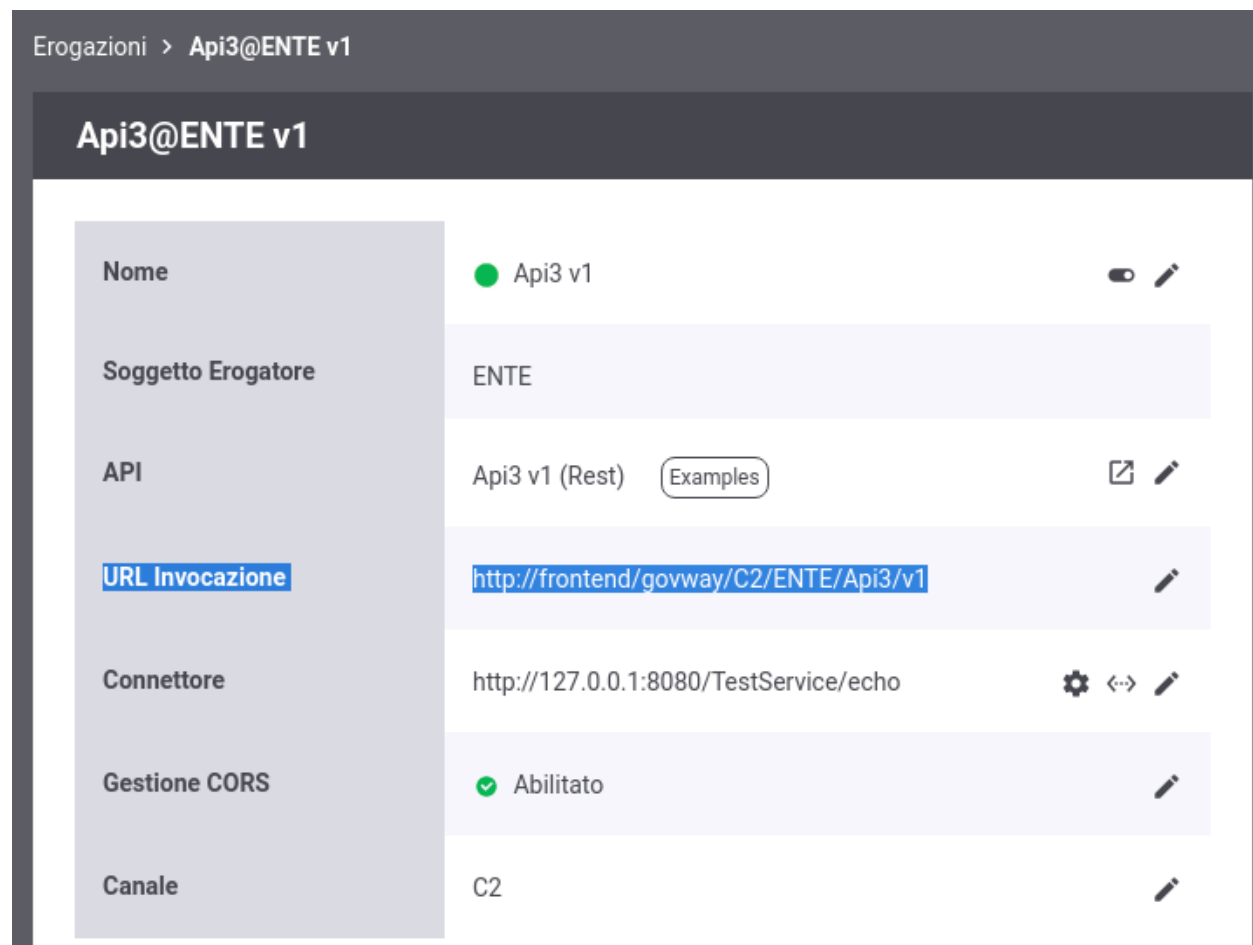 Erogazioni > Api3@ENTE v1
Api3@ENTE v1
Nome Api3 v1
Soggetto Erogatore ENTE
API Api3 v1 (Rest) Examples
URL Invocazione http://frontend/govway/C2/ENTE/Api3/v1
Connettore http://127.0.0.1:8080/TestService/echo
Gestione CORS Abilitato
Canale C2